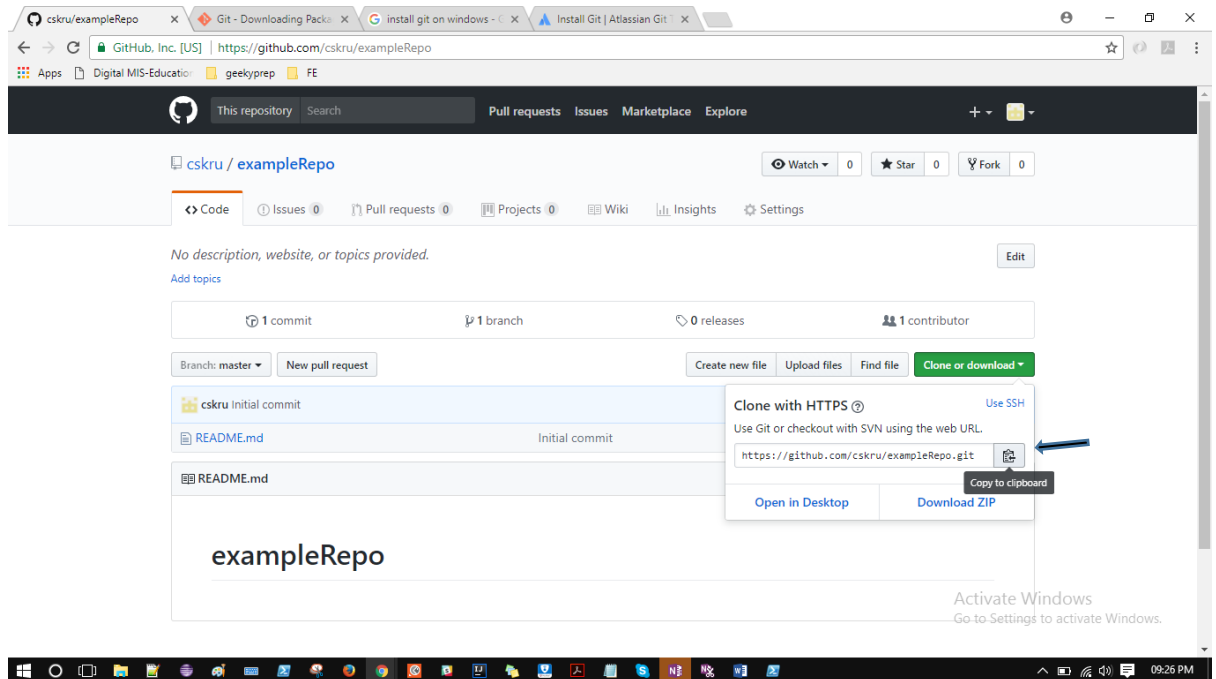 cskru/exampleRepo
Git - Downloading Packa
install git on windows - G
Install Git | Atlassian Git T
GitHub, Inc. [US] | https://github.com/cskru/exampleRepo
Apps Digital MIS-Education geekyprep FE
This repository Search Pull requests Issues Marketplace Explore
cskru / exampleRepo
Watch 0 Star 0 Fork 0
Code Issues 0 Pull requests 0 Projects 0 Wiki Insights Settings
No description, website, or topics provided.
Edit
Add topics
1 commit 1 branch 0 releases 1 contributor
Branch: master New pull request Create new file Upload files Find file Clone or download
cskru Initial commit
README.md Initial commit
Clone with HTTPS Use SSH
Use Git or checkout with SVN using the web URL.
https://github.com/cskru/exampleRepo.git
Copy to clipboard
Open in Desktop Download ZIP
README.md
exampleRepo
Activate Windows
Go to Settings to activate Windows.
09:26 PM